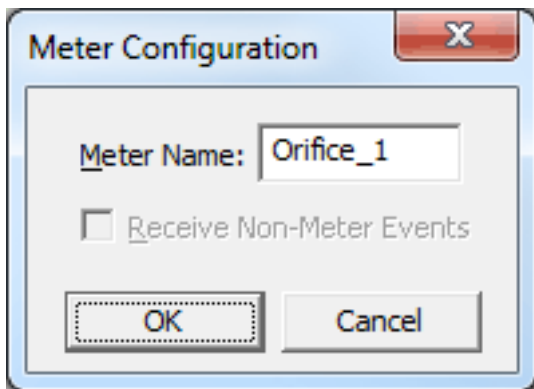 Meter Configuration
Meter Name: Orifice_1
Receive Non-Meter Events
OK Cancel